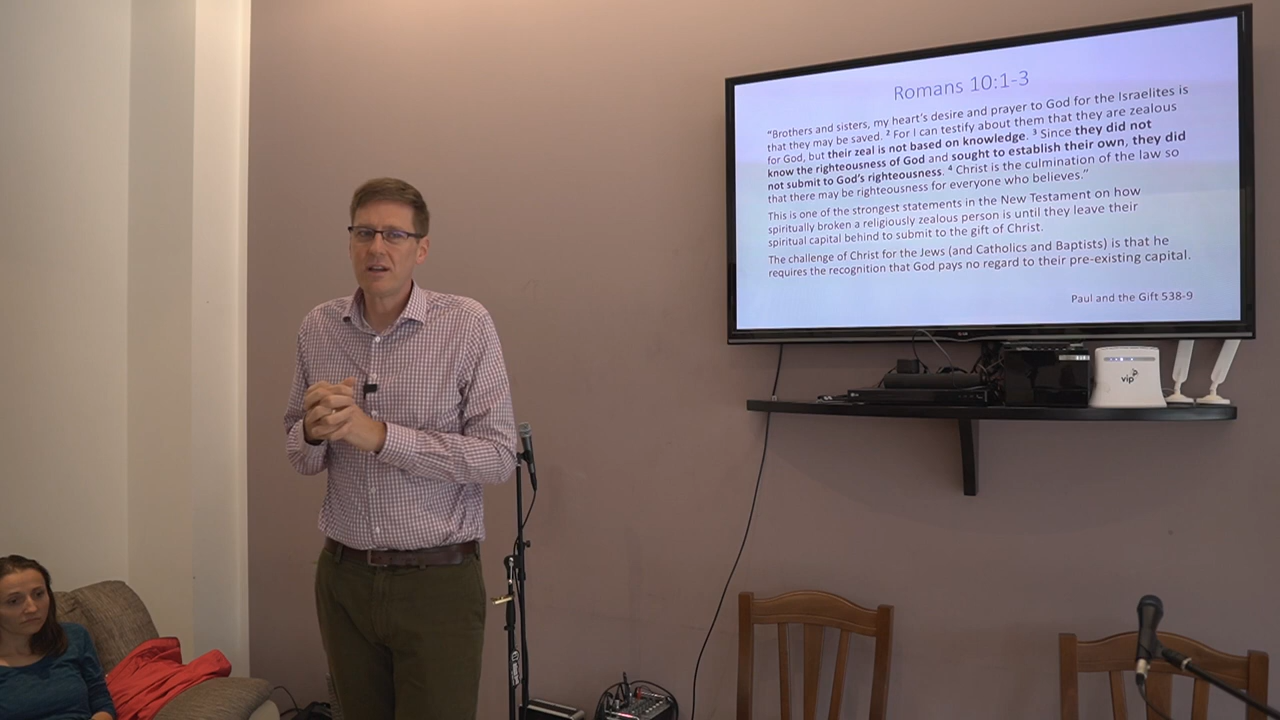 Romans 10:1-3
“Brothers and sisters, my heart’s desire and prayer to God for the Israelites is
that they may be saved. ² For I can testify about them that they are zealous
for God, but their zeal is not based on knowledge. ³ Since they did not
know the righteousness of God and sought to establish their own, they did
not submit to God’s righteousness. ⁴ Christ is the culmination of the law so
that there may be righteousness for everyone who believes.”
This is one of the strongest statements in the New Testament on how
spiritually broken a religiously zealous person is until they leave their
spiritual capital behind to submit to the gift of Christ.
The challenge of Christ for the Jews (and Catholics and Baptists) is that he
requires the recognition that God pays no regard to their pre-existing capital.
Paul and the Gift 538-9
vip